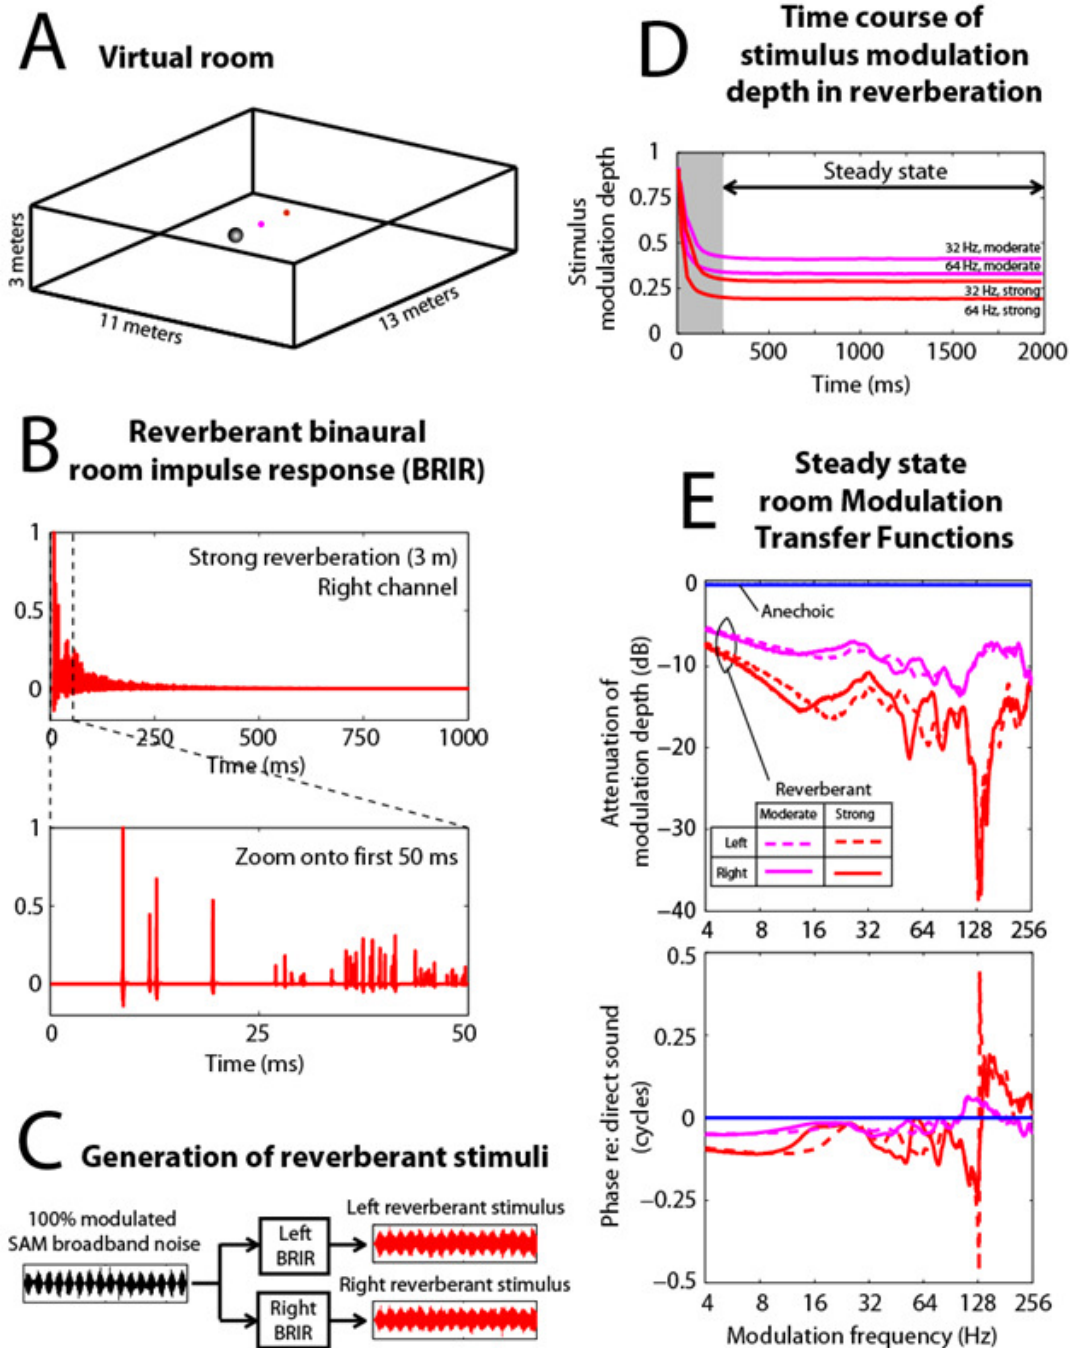 A
Virtual room
3 meters
11 meters
13 meters
B
Reverberant binaural
room impulse response (BRIR)
1
0.5
0
Strong reverberation (3 m)
Right channel
0
250
500
750
1000
Time (ms)
1
0.5
0
Zoom onto first 50 ms
0
25
50
Time (ms)
C
Generation of reverberant stimuli
100% modulated
SAM broadband noise
Left
BRIR
Right
BRIR
Left reverberant stimulus
Right reverberant stimulus
D
Time course of
stimulus modulation
depth in reverberation
Stimulus
modulation depth
1
0.75
0.5
0.25
0
Steady state
32 Hz, moderate
64 Hz, moderate
32 Hz, strong
64 Hz, strong
0
500
1000
1500
2000
Time (ms)
E
Steady state
room Modulation
Transfer Functions
Attenuation of
modulation depth (dB)
0
−10
−20
−30
−40
Anechoic
Reverberant
Moderate Strong
Left
Right
4 8 16 32 64 128 256
Phase re: direct sound
(cycles)
0.5
0.25
0
−0.25
−0.5
4 8 16 32 64 128 256
Modulation frequency (Hz)